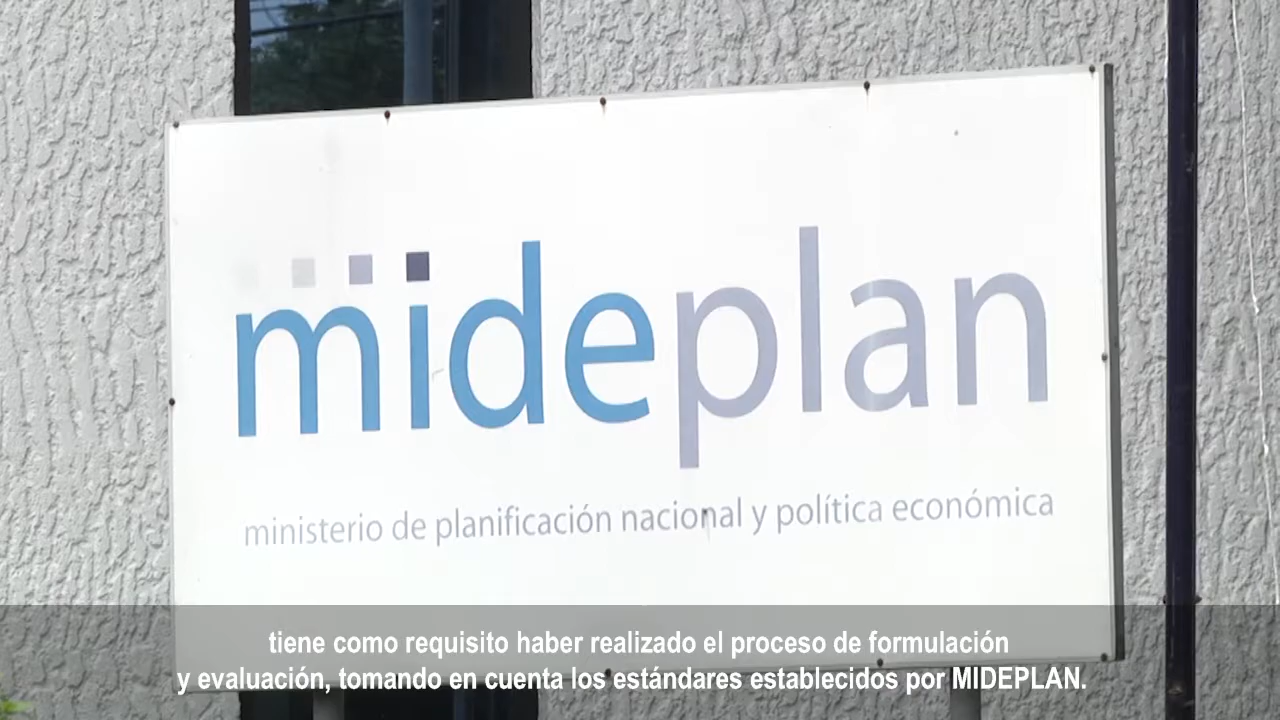 mideplan
ministerio de planificación nacional y política económica
tiene como requisito haber realizado el proceso de formulación
y evaluación, tomando en cuenta los estándares establecidos por MIDEPLAN.